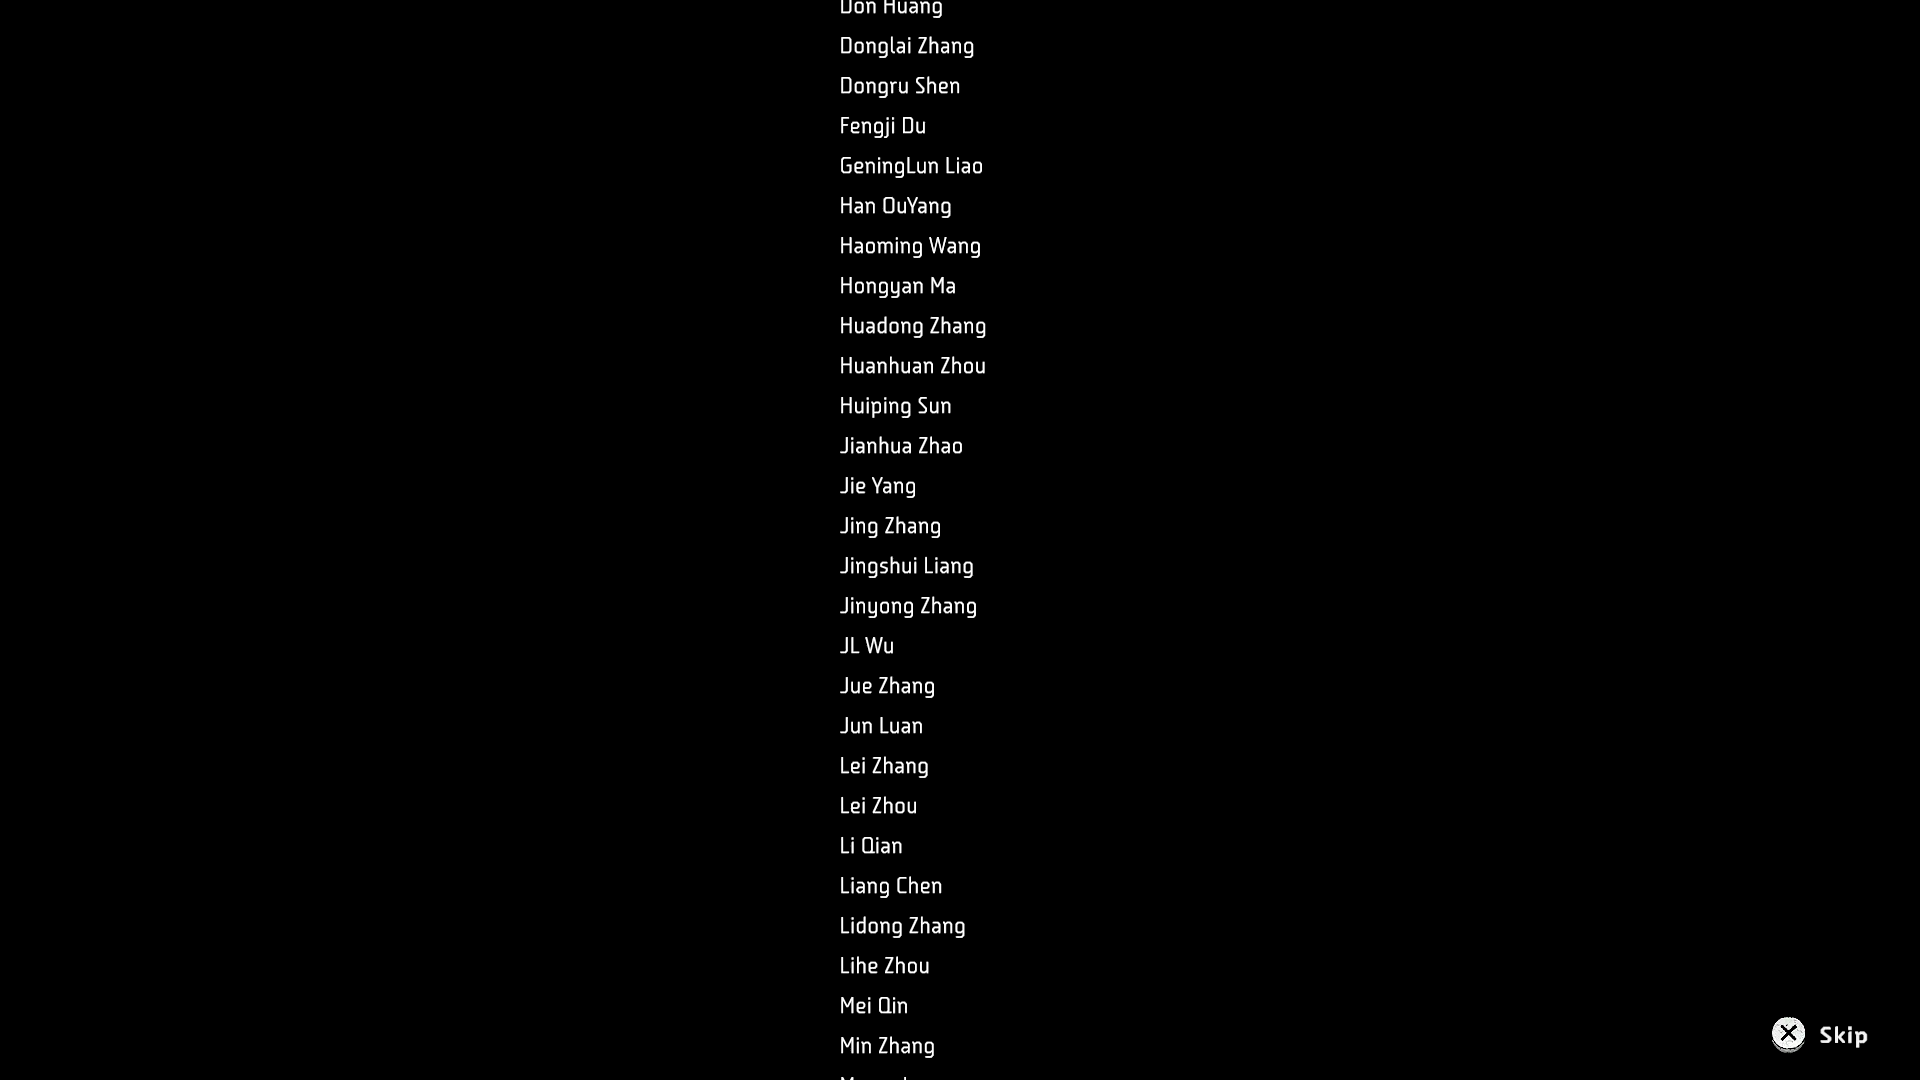 Don Huang
Donglai Zhang
Dongru Shen
Fengji Du
GeningLun Liao
Han OuYang
Haoming Wang
Hongyan Ma
Huadong Zhang
Huanhuan Zhou
Huiping Sun
Jianhua Zhao
Jie Yang
Jing Zhang
Jingshui Liang
Jinyong Zhang
JL Wu
Jue Zhang
Jun Luan
Lei Zhang
Lei Zhou
Li Qian
Liang Chen
Lidong Zhang
Lihe Zhou
Mei Qin
Min Zhang
Skip